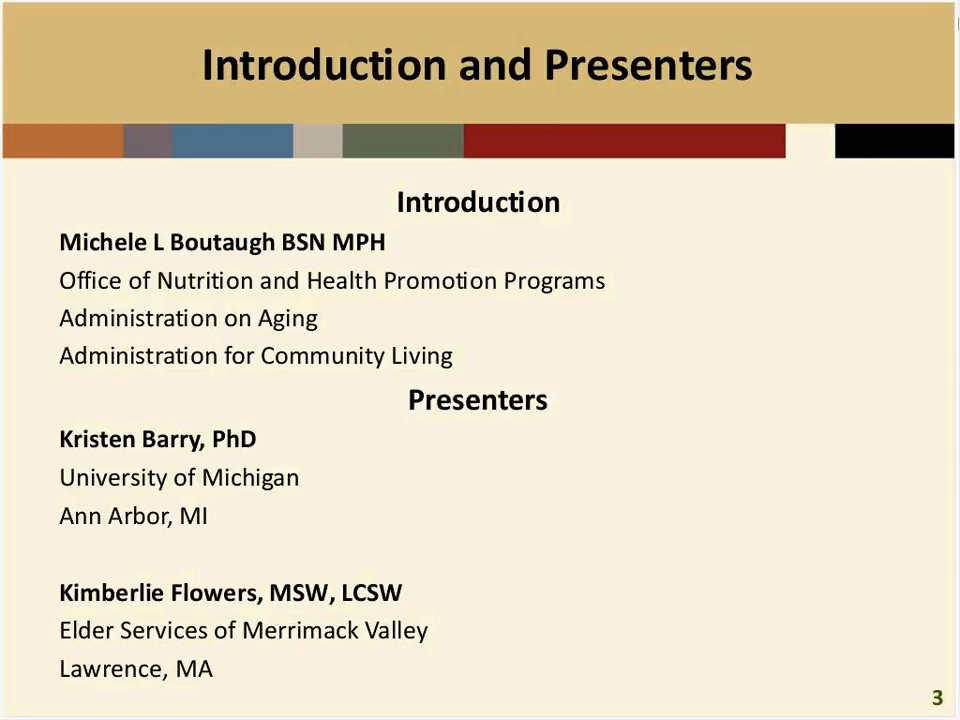 Introduction and Presenters
Introduction
Michele L Boutaugh BSN MPH
Office of Nutrition and Health Promotion Programs
Administration on Aging
Administration for Community Living
Presenters
Kristen Barry, PhD
University of Michigan
Ann Arbor, MI
Kimberlie Flowers, MSW, LCSW
Elder Services of Merrimack Valley
Lawrence, MA
3